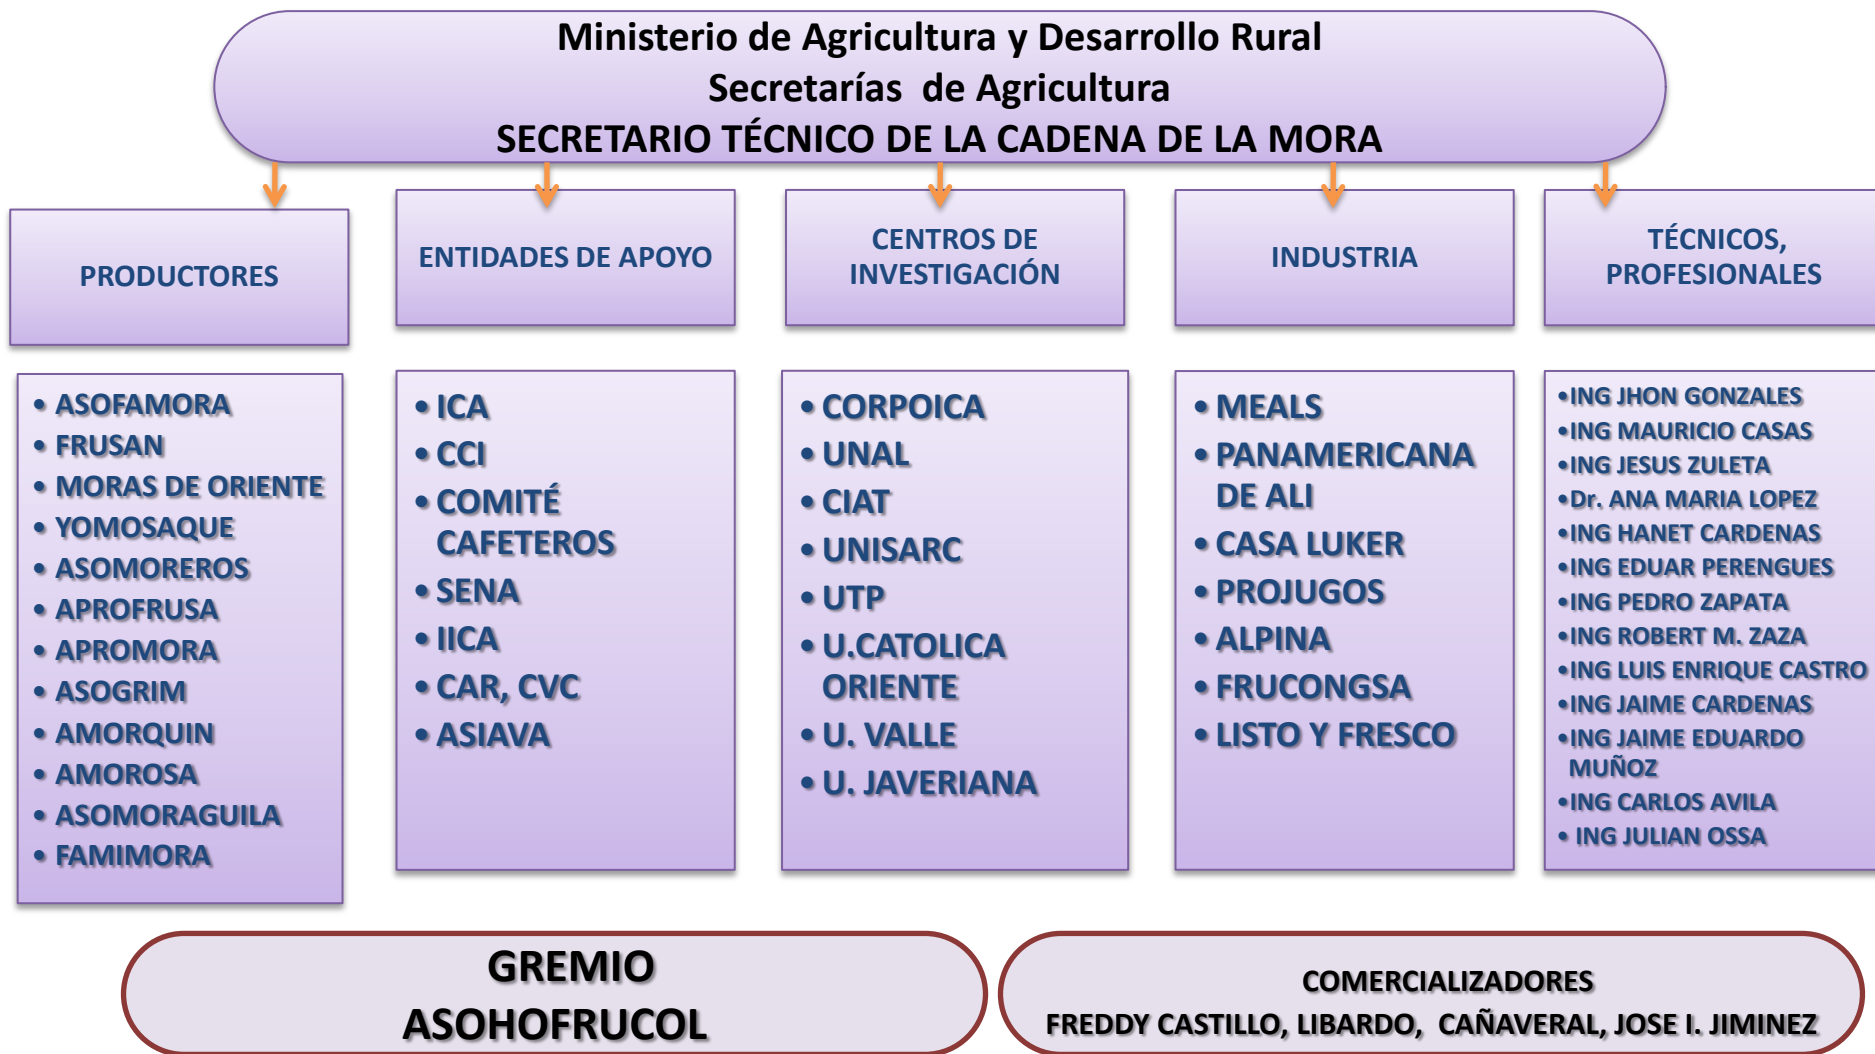 Ministerio de Agricultura y Desarrollo Rural
Secretarías de Agricultura
SECRETARIO TÉCNICO DE LA CADENA DE LA MORA
PRODUCTORES
• ASOFAMORA
• FRUSAN
• MORAS DE ORIENTE
• YOMOSAQUE
• ASOMOREROS
• APROFRUSA
• APROMORA
• ASOGRIM
• AMORQUIN
• AMOROSA
• ASOMORAGUILA
• FAMIMORA
ENTIDADES DE APOYO
• ICA
• CCI
• COMITÉ
CAFETEROS
• SENA
• IICA
• CAR, CVC
• ASIAVA
CENTROS DE
INVESTIGACIÓN
• CORPOICA
• UNAL
• CIAT
• UNISARC
• UTP
• U.CATOLICA
ORIENTE
• U. VALLE
• U. JAVERIANA
INDUSTRIA
• MEALS
• PANAMERICANA
DE ALI
• CASA LUKER
• PROJUGOS
• ALPINA
• FRUCONGSA
• LISTO Y FRESCO
TÉCNICOS,
PROFESIONALES
•ING JHON GONZALES
•ING MAURICIO CASAS
•ING JESUS ZULETA
•Dr. ANA MARIA LOPEZ
•ING HANET CARDENAS
•ING EDUAR PERENGUES
•ING PEDRO ZAPATA
•ING ROBERT M. ZAZA
•ING LUIS ENRIQUE CASTRO
•ING JAIME CARDENAS
•ING JAIME EDUARDO
MUÑOZ
•ING CARLOS AVILA
• ING JULIAN OSSA
GREMIO
ASOHOFRUCOL
COMERCIALIZADORES
FREDDY CASTILLO, LIBARDO, CAÑAVERAL, JOSE I. JIMINEZ